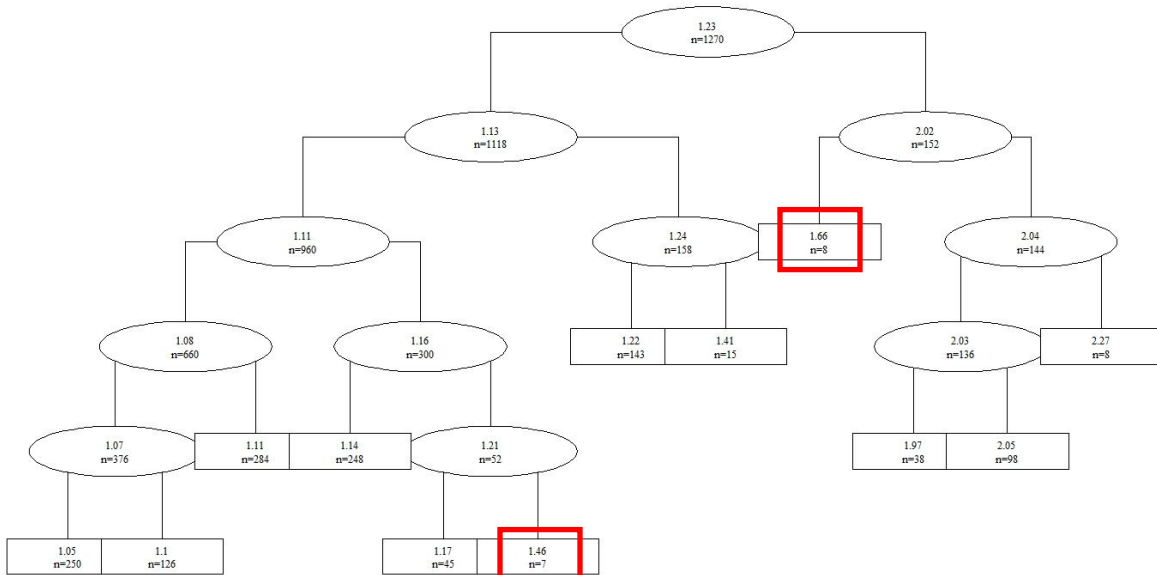 1.23
n=1270
1.13
n=1118
2.02
n=152
1.11
n=960
1.24
n=158
1.66
n=8
2.04
n=144
1.08
n=660
1.16
n=300
1.22
n=143
1.41
n=15
2.03
n=136
2.27
n=8
1.07
n=376
1.11
n=284
1.14
n=248
1.21
n=52
1.97
n=38
2.05
n=98
1.05
n=250
1.1
n=126
1.17
n=45
1.46
n=7